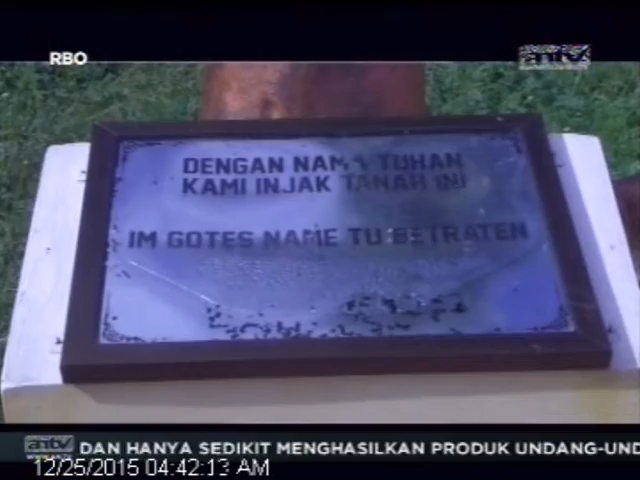 RBO
antv
DENGAN NAMA TUHAN
KAMI INJAK TANAH INI
IM GOTES NAME TU BETRATEN
antv
DAN HANYA SEDIKIT MENGHASILKAN PRODUK UNDANG-UND
12/25/2015 04:42:13 AM